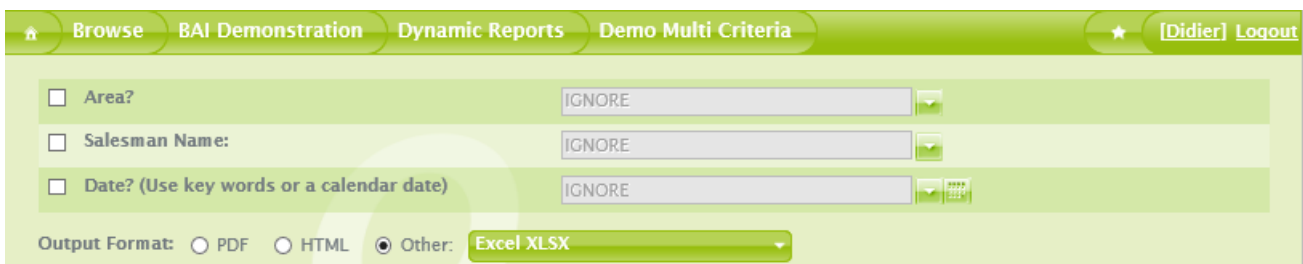 Browse BAI Demonstration Dynamic Reports Demo Multi Criteria [Didier] Logout
Area? IGNORE
Salesman Name: IGNORE
Date? (Use key words or a calendar date) IGNORE
Output Format: PDF HTML Other: Excel XLSX